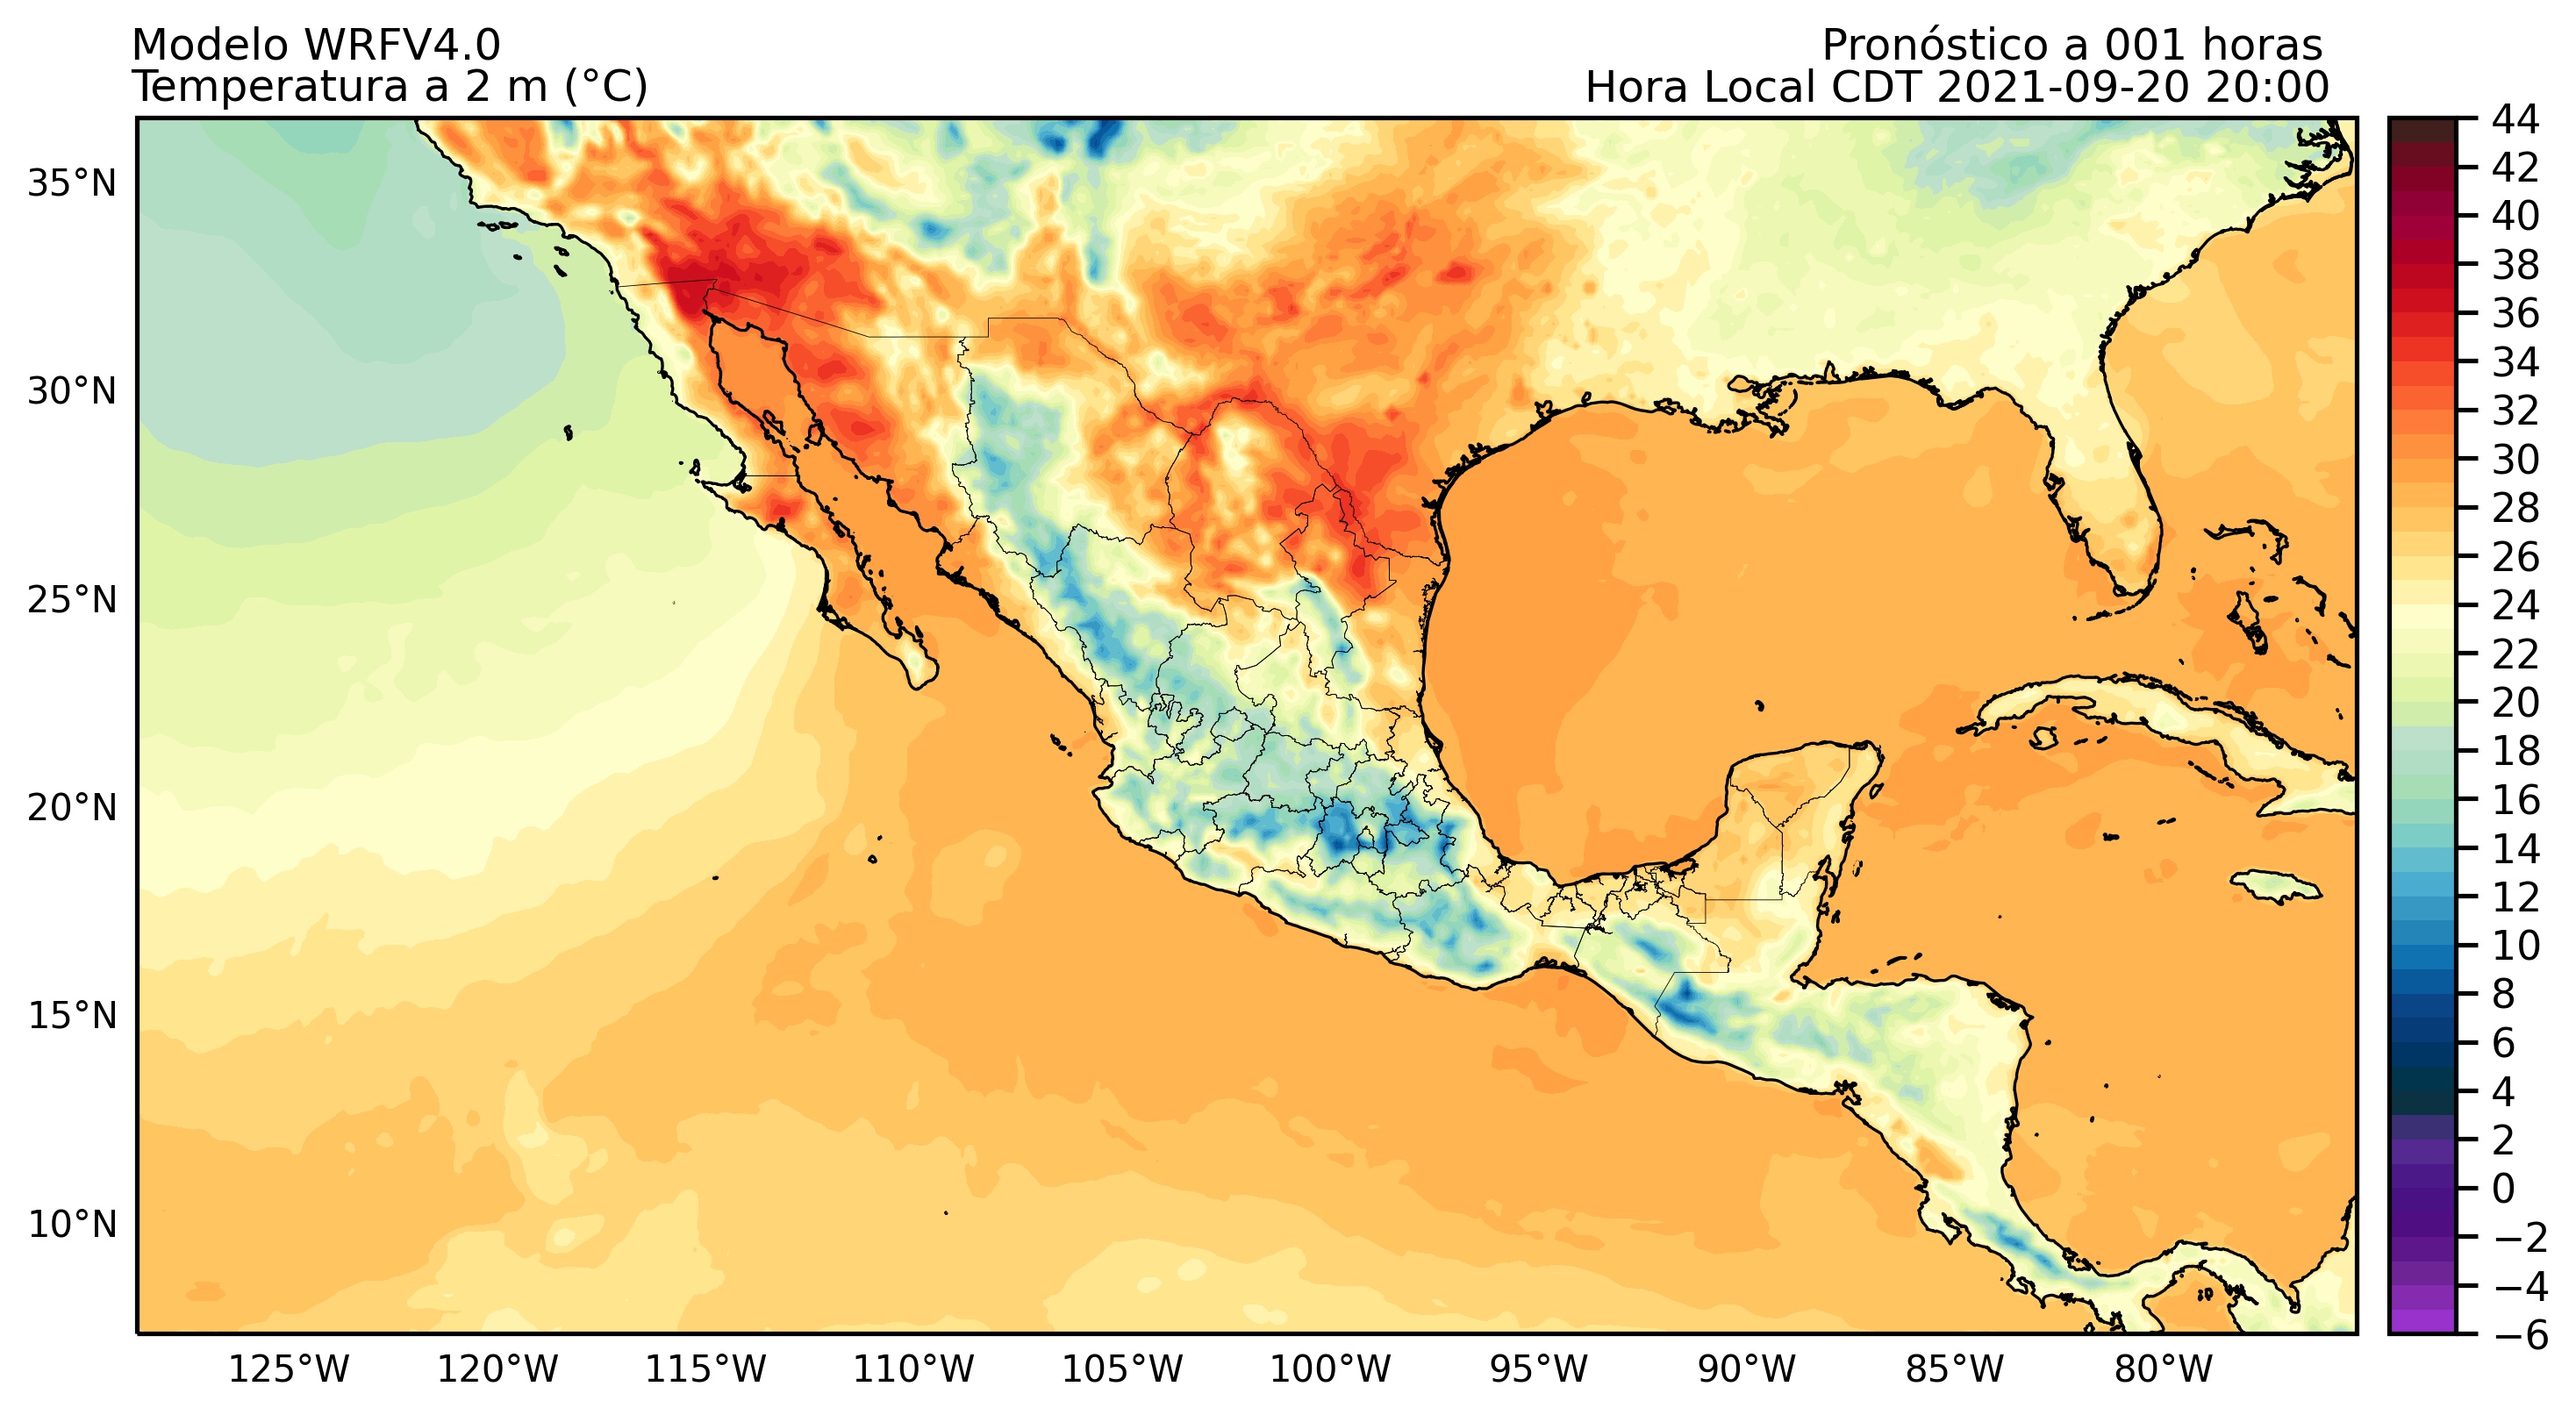 Modelo WRFV4.0
Pronóstico a 001 horas
Temperatura a 2 m (°C)
Hora Local CDT 2021-09-20 20:00
35°N
30°N
25°N
20°N
15°N
10°N
125°W
120°W
115°W
110°W
105°W
100°W
95°W
90°W
85°W
80°W
44
42
40
38
36
34
32
30
28
26
24
22
20
18
16
14
12
10
8
6
4
2
0
−2
−4
−6